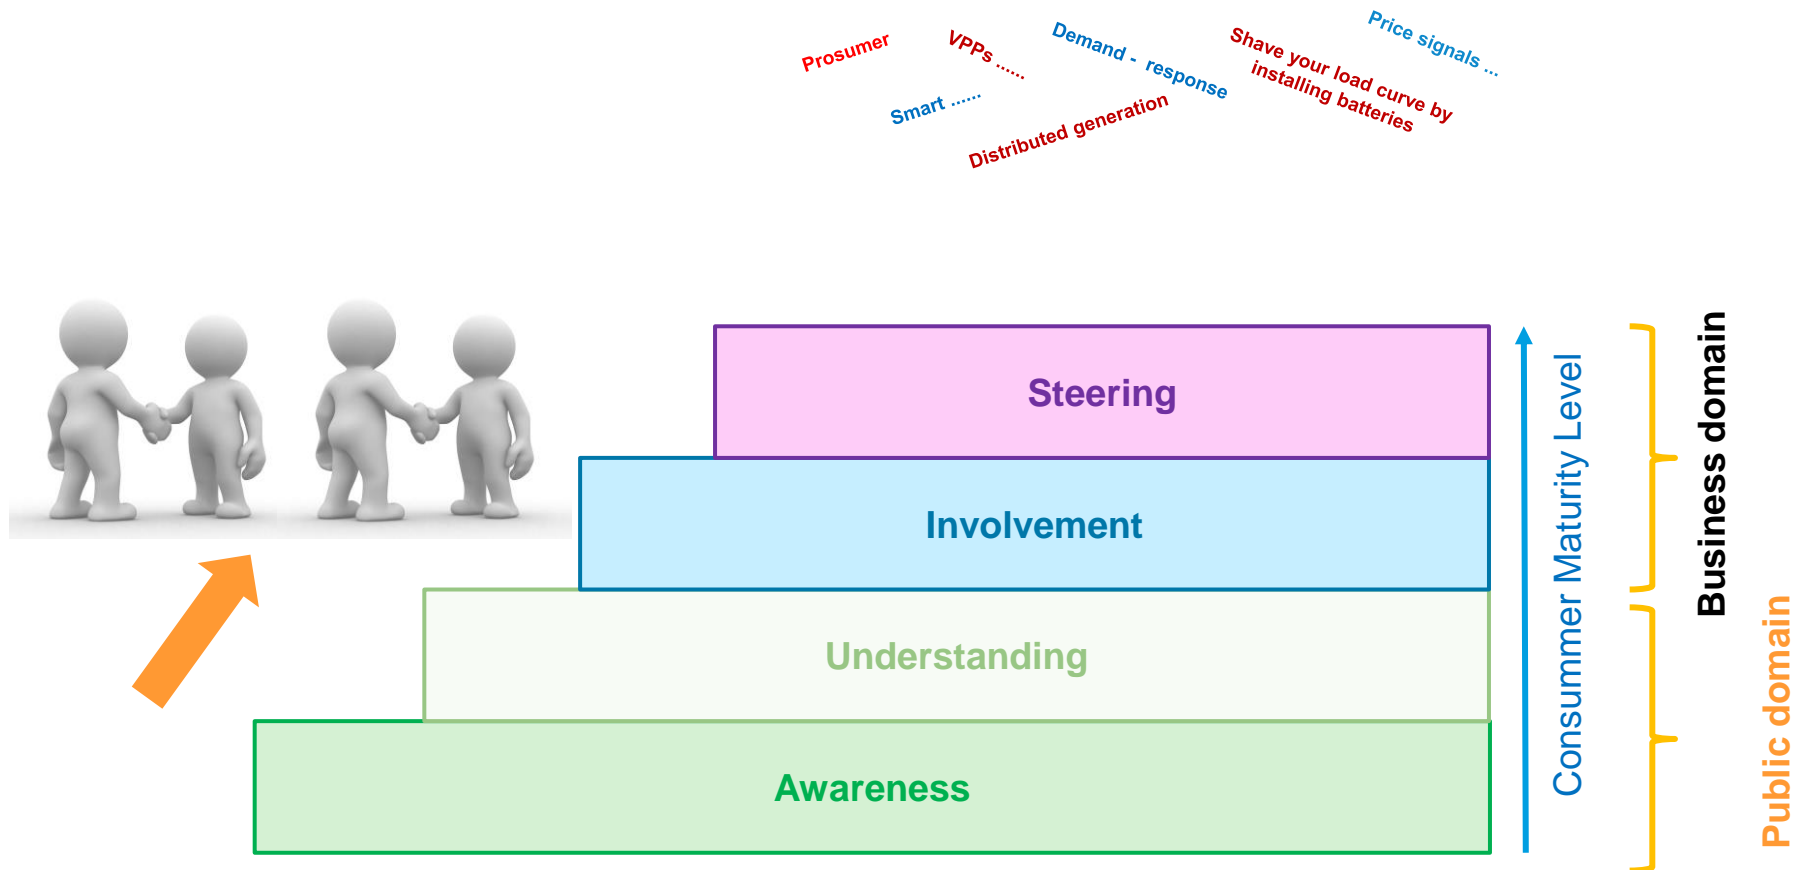 Prosumer
VPPs ......
Demand -  response
Shave your load curve by
installing batteries
Price signals ...
Smart ......
Distributed generation
Steering
Involvement
Understanding
Awareness
Consummer Maturity Level
Business domain
Public domain